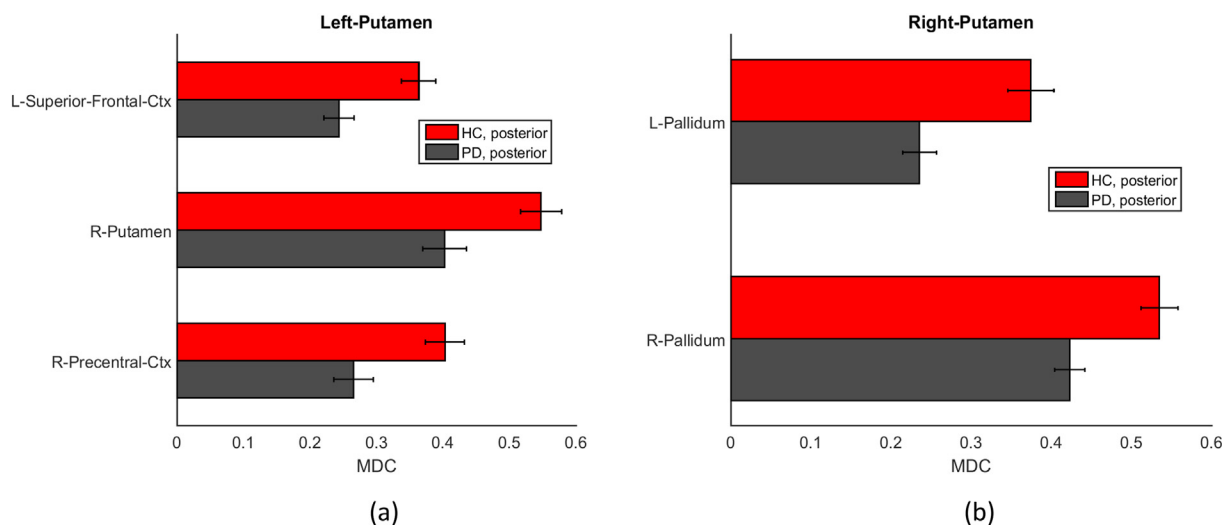 Left-Putamen
L-Superior-Frontal-Ctx
R-Putamen
R-Precentral-Ctx
HC, posterior
PD, posterior
0 0.1 0.2 0.3 0.4 0.5 0.6
MDC
(a)
Right-Putamen
L-Pallidum
R-Pallidum
HC, posterior
PD, posterior
0 0.1 0.2 0.3 0.4 0.5 0.6
MDC
(b)